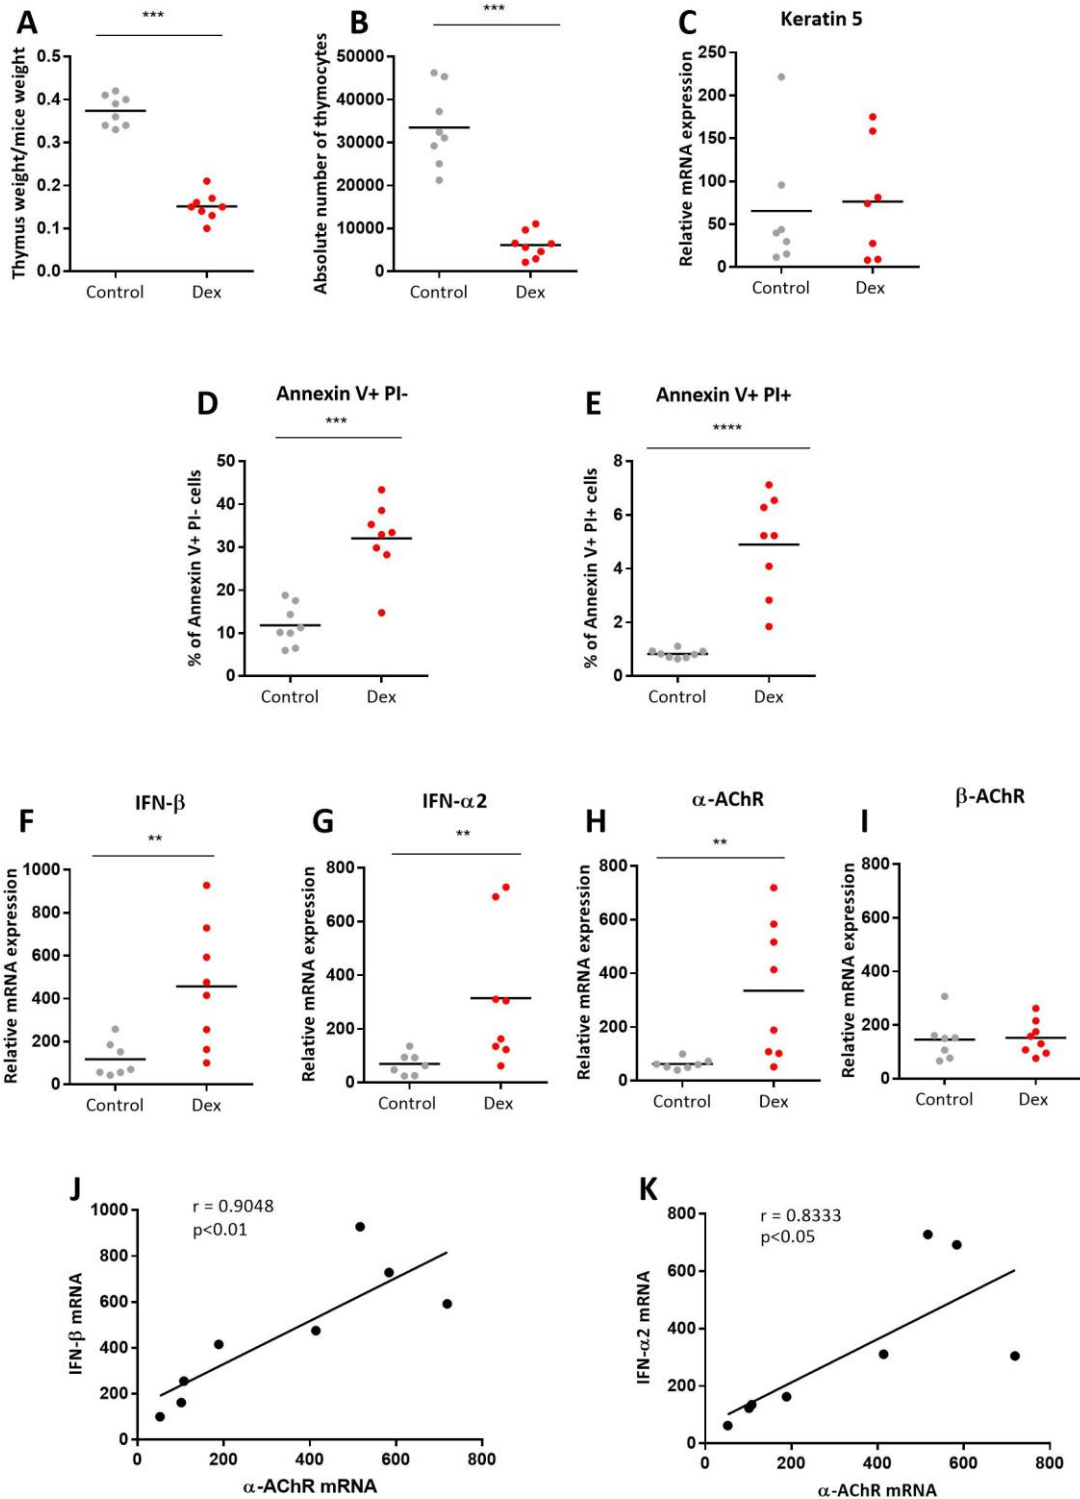 A
***
Thymus weight/mice weight
0.5
0.4
0.3
0.2
0.1
0.0
Control
Dex
B
***
Absolute number of thymocytes
50000
40000
30000
20000
10000
0
Control
Dex
C
Keratin 5
Relative mRNA expression
250
200
150
100
50
0
Control
Dex
D
Annexin V+ PI-
***
% of Annexin V+ PI- cells
50
40
30
20
10
0
Control
Dex
E
Annexin V+ PI+
****
% of Annexin V+ PI+ cells
8
6
4
2
0
Control
Dex
F
IFN-β
**
Relative mRNA expression
1000
800
600
400
200
0
Control
Dex
G
IFN-α2
**
Relative mRNA expression
800
600
400
200
0
Control
Dex
H
α-AChR
**
Relative mRNA expression
800
600
400
200
0
Control
Dex
I
β-AChR
Relative mRNA expression
800
600
400
200
0
Control
Dex
J
r = 0.9048
p<0.01
IFN-β mRNA
1000
800
600
400
200
0
0
200
400
600
800
α-AChR mRNA
K
r = 0.8333
p<0.05
IFN-α2 mRNA
800
600
400
200
0
0
200
400
600
800
α-AChR mRNA